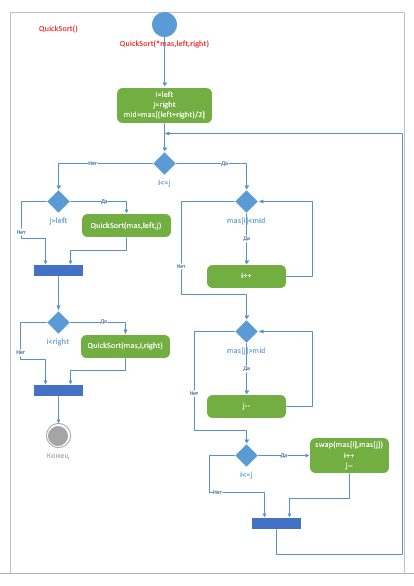 QuickSort()
QuickSort(*mas,left,right)
i=left
j=right
mid=mas[(left+right)/2]
Нет
Да
i<=j
j>left
Да
Нет
QuickSort(mas,left,j)
mas[i]<mid
Да
Нет
i++
i<right
Да
Нет
QuickSort(mas,i,right)
mas[j]>mid
Да
Нет
j--
Конец
i<=j
Да
Нет
swap(mas[i],mas[j])
i++
j--